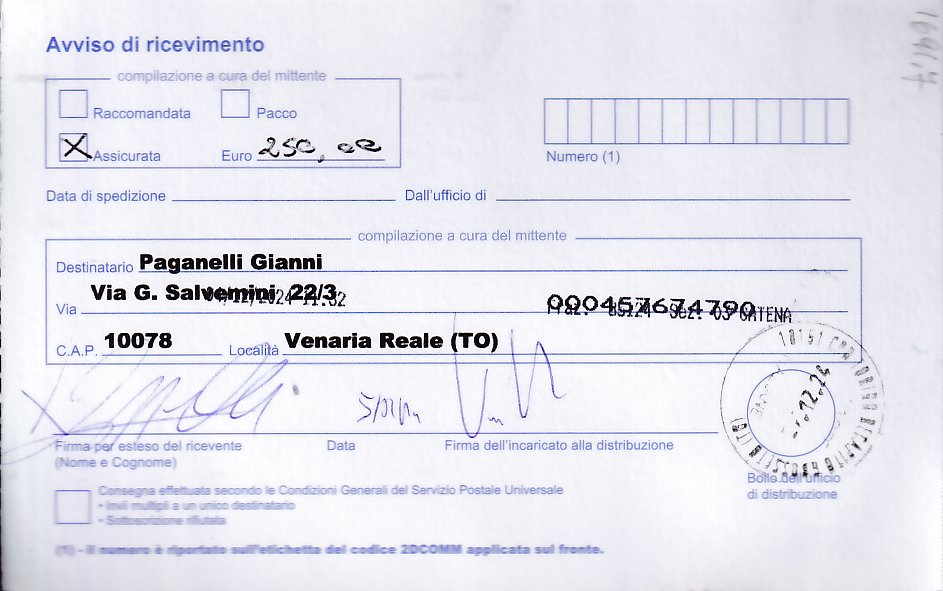 Avviso di ricevimento
compilazione a cura del mittente
Raccomandata
Pacco
X Assicurata
Euro 250,00
Numero (1)
Data di spedizione
Dall'ufficio di
compilazione a cura del mittente
Destinatario Paganelli Gianni
Via Via G. Salvemini 22/3
000457674790
C.A.P. 10078 Località Venaria Reale (TO)
Firma per esteso del ricevente
(Nome e Cognome)
Data
Firma dell'incaricato alla distribuzione
Bollo dell'ufficio
di distribuzione
Consegna effettuata secondo le Condizioni Generali del Servizio Postale Universale
• Invii multipli a un unico destinatario
• Sottoscrizione rifiutata
(1) - Il numero è riportato sull'etichetta del codice 2DCOMM applicata sul fronte.